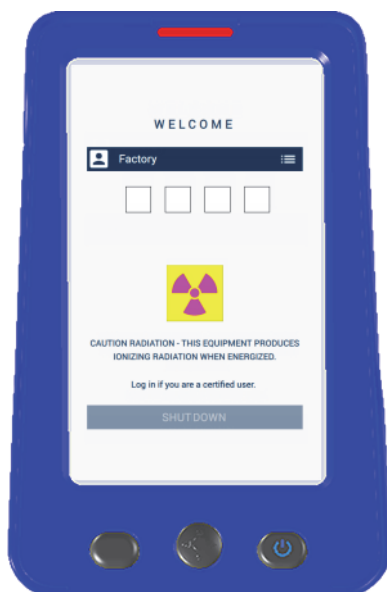 WELCOME
Factory
CAUTION RADIATION - THIS EQUIPMENT PRODUCES
IONIZING RADIATION WHEN ENERGIZED.
Log in if you are a certified user.
SHUT DOWN